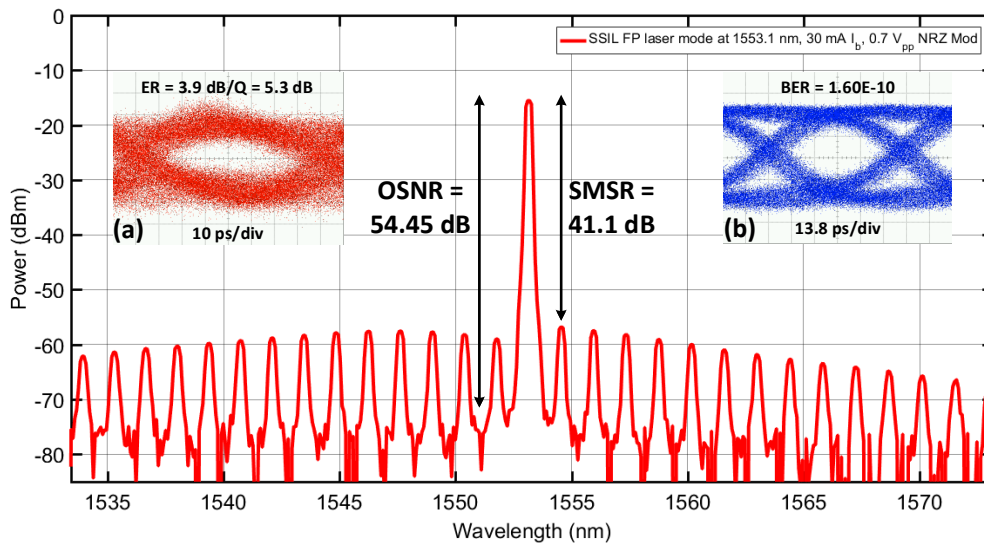 SSIL FP laser mode at 1553.1 nm, 30 mA I_b, 0.7 V_pp NRZ Mod
ER = 3.9 dB/Q = 5.3 dB
(a)
10 ps/div
BER = 1.60E-10
(b)
13.8 ps/div
OSNR =
54.45 dB
SMSR =
41.1 dB
Power (dBm)
0
-10
-20
-30
-40
-50
-60
-70
-80
1535
1540
1545
1550
1555
1560
1565
1570
Wavelength (nm)